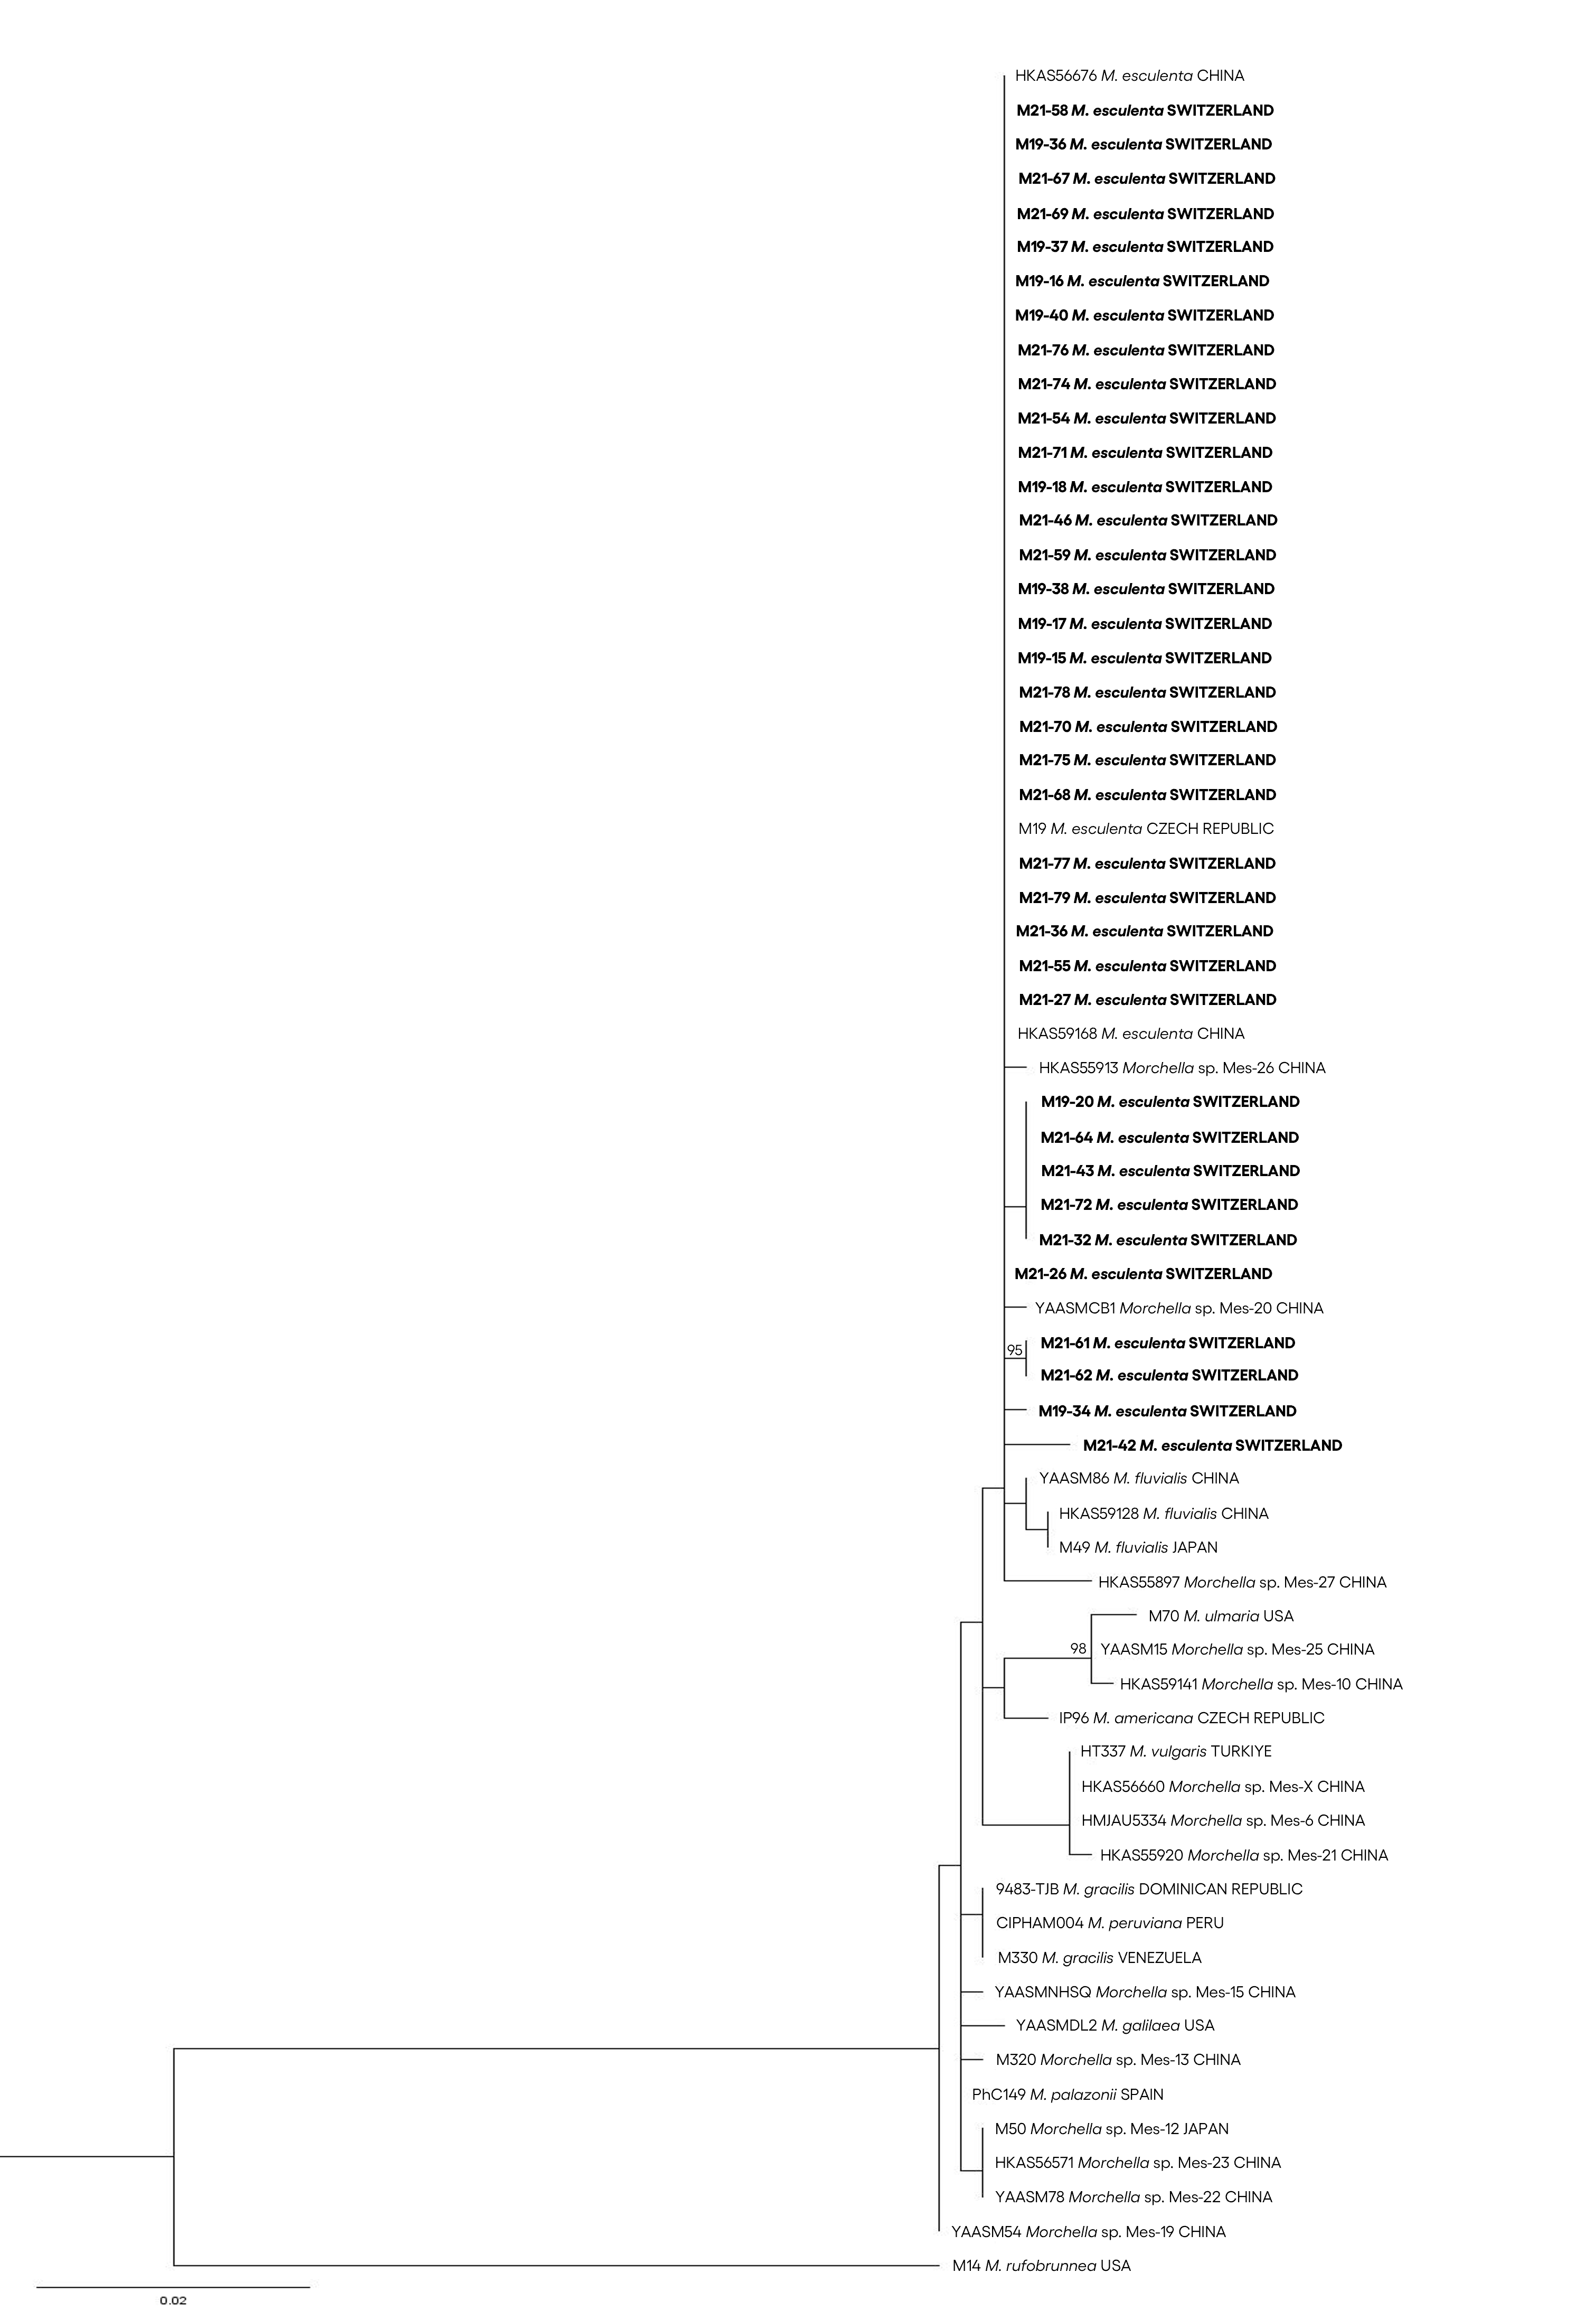 HKAS56676 M. esculenta CHINA
M21-58 M. esculenta SWITZERLAND
M19-36 M. esculenta SWITZERLAND
M21-67 M. esculenta SWITZERLAND
M21-69 M. esculenta SWITZERLAND
M19-37 M. esculenta SWITZERLAND
M19-16 M. esculenta SWITZERLAND
M19-40 M. esculenta SWITZERLAND
M21-76 M. esculenta SWITZERLAND
M21-74 M. esculenta SWITZERLAND
M21-54 M. esculenta SWITZERLAND
M21-71 M. esculenta SWITZERLAND
M19-18 M. esculenta SWITZERLAND
M21-46 M. esculenta SWITZERLAND
M21-59 M. esculenta SWITZERLAND
M19-38 M. esculenta SWITZERLAND
M19-17 M. esculenta SWITZERLAND
M19-15 M. esculenta SWITZERLAND
M21-78 M. esculenta SWITZERLAND
M21-70 M. esculenta SWITZERLAND
M21-75 M. esculenta SWITZERLAND
M21-68 M. esculenta SWITZERLAND
M19 M. esculenta CZECH REPUBLIC
M21-77 M. esculenta SWITZERLAND
M21-79 M. esculenta SWITZERLAND
M21-36 M. esculenta SWITZERLAND
M21-55 M. esculenta SWITZERLAND
M21-27 M. esculenta SWITZERLAND
HKAS59168 M. esculenta CHINA
HKAS55913 Morchella sp. Mes-26 CHINA
M19-20 M. esculenta SWITZERLAND
M21-64 M. esculenta SWITZERLAND
M21-43 M. esculenta SWITZERLAND
M21-72 M. esculenta SWITZERLAND
M21-32 M. esculenta SWITZERLAND
M21-26 M. esculenta SWITZERLAND
YAASMCB1 Morchella sp. Mes-20 CHINA
M21-61 M. esculenta SWITZERLAND
95
M21-62 M. esculenta SWITZERLAND
M19-34 M. esculenta SWITZERLAND
M21-42 M. esculenta SWITZERLAND
YAASM86 M. fluvialis CHINA
HKAS59128 M. fluvialis CHINA
M49 M. fluvialis JAPAN
HKAS55897 Morchella sp. Mes-27 CHINA
M70 M. ulmaria USA
98 YAASM15 Morchella sp. Mes-25 CHINA
HKAS59141 Morchella sp. Mes-10 CHINA
IP96 M. americana CZECH REPUBLIC
HT337 M. vulgaris TURKIYE
HKAS56660 Morchella sp. Mes-X CHINA
HMJAU5334 Morchella sp. Mes-6 CHINA
HKAS55920 Morchella sp. Mes-21 CHINA
9483-TJB M. gracilis DOMINICAN REPUBLIC
CIPHAM004 M. peruviana PERU
M330 M. gracilis VENEZUELA
YAASMNHSQ Morchella sp. Mes-15 CHINA
YAASMDL2 M. galilaea USA
M320 Morchella sp. Mes-13 CHINA
PhC149 M. palazonii SPAIN
M50 Morchella sp. Mes-12 JAPAN
HKAS56571 Morchella sp. Mes-23 CHINA
YAASM78 Morchella sp. Mes-22 CHINA
YAASM54 Morchella sp. Mes-19 CHINA
M14 M. rufobrunnea USA
0.02